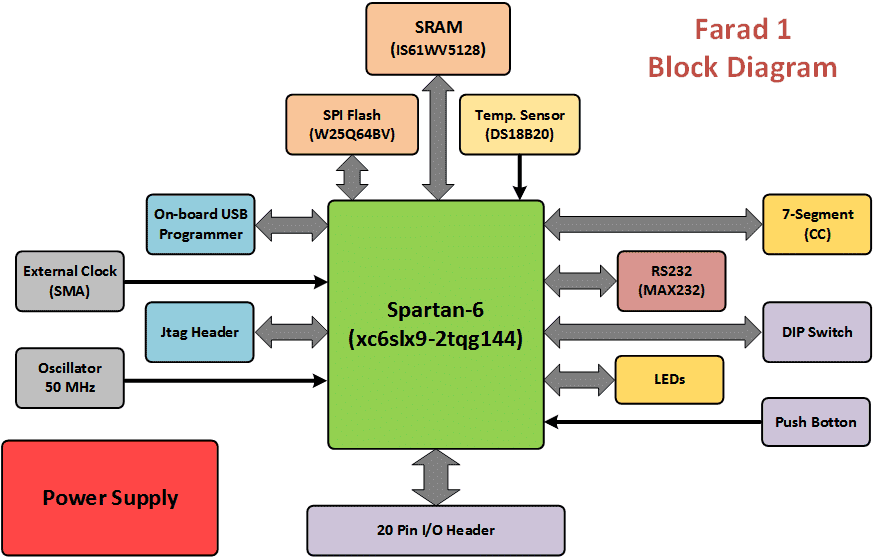 Farad 1
Block Diagram
SRAM
(IS61WV5128)
SPI Flash
(W25Q64BV)
Temp. Sensor
(DS18B20)
On-board USB
Programmer
7-Segment
(CC)
External Clock
(SMA)
RS232
(MAX232)
Spartan-6
(xc6slx9-2tqg144)
Jtag Header
DIP Switch
Oscillator
50 MHz
LEDs
Push Botton
Power Supply
20 Pin I/O Header